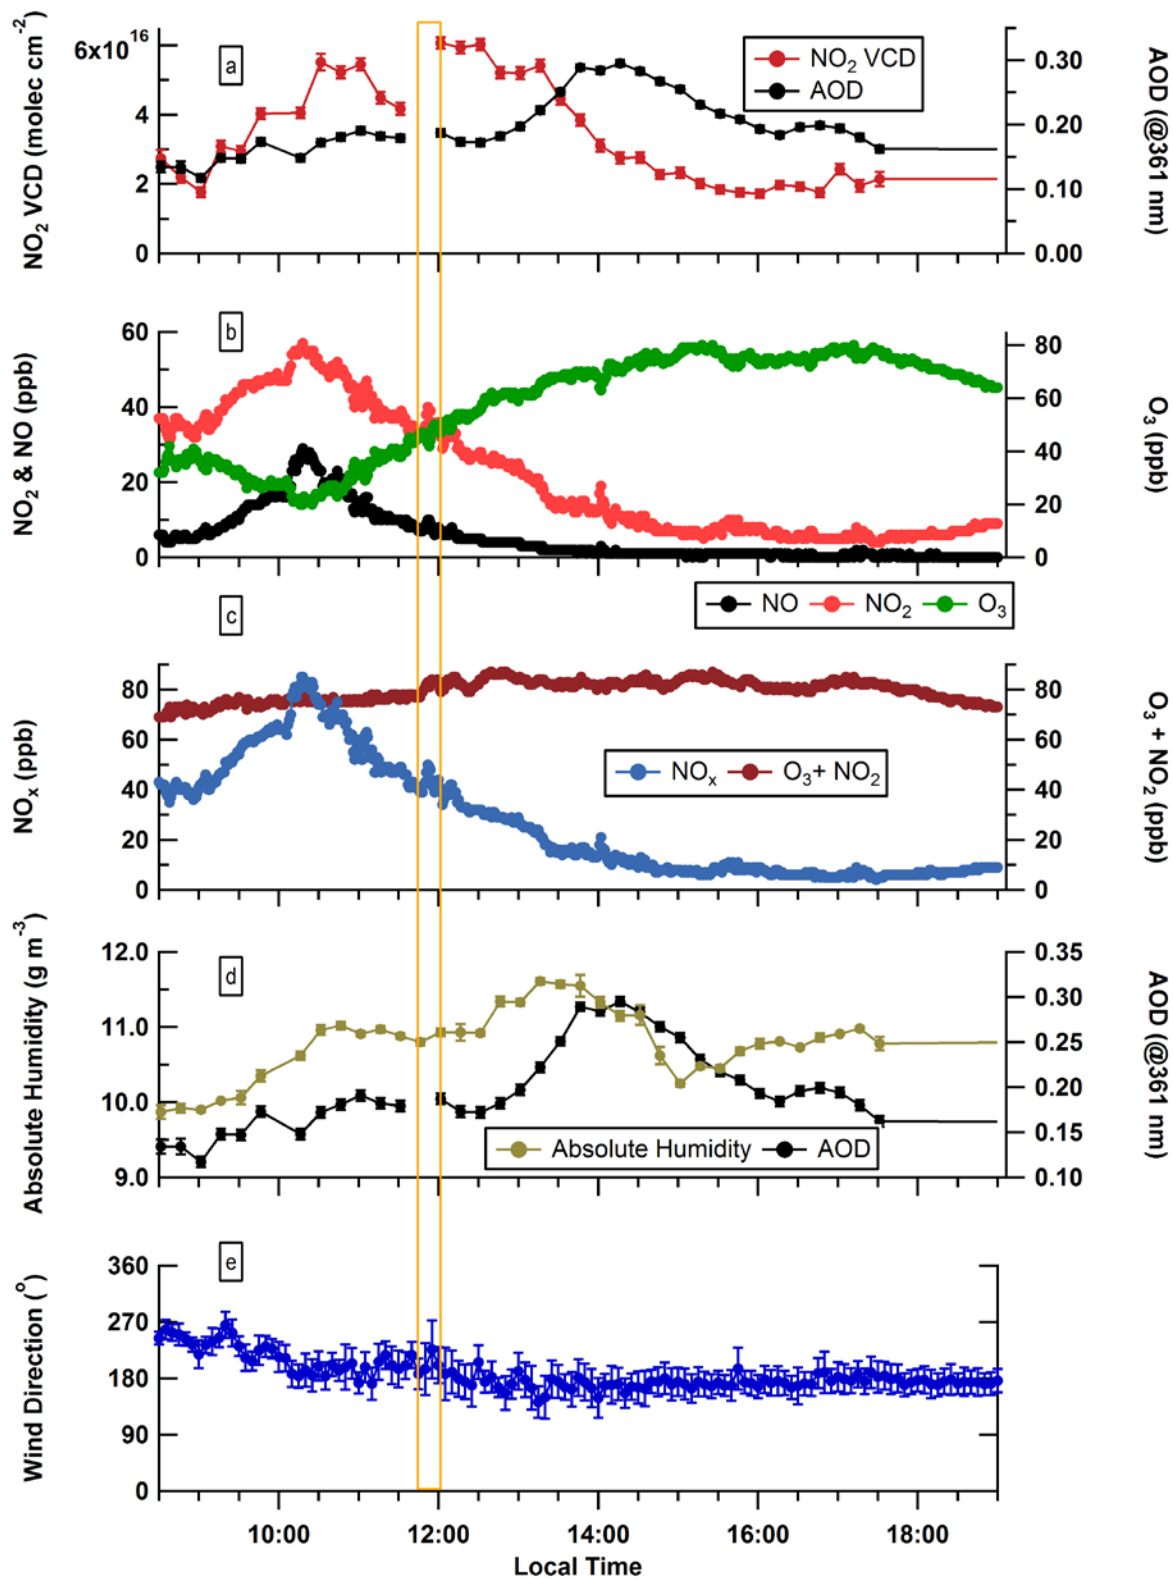 a
6x10^16
4
2
0
NO2 VCD (molec cm-2)
NO2 VCD
AOD
0.30
0.20
0.10
0.00
AOD (@361 nm)
b
60
40
20
0
NO2 & NO (ppb)
80
60
40
20
0
O3 (ppb)
NO NO2 O3
c
80
60
40
20
0
NOx (ppb)
NOx O3+ NO2
80
60
40
20
0
O3 + NO2 (ppb)
d
12.0
11.0
10.0
9.0
Absolute Humidity (g m-3)
Absolute Humidity AOD
0.35
0.30
0.25
0.20
0.15
0.10
AOD (@361 nm)
e
360
270
180
90
0
Wind Direction (°)
10:00 12:00 14:00 16:00 18:00
Local Time